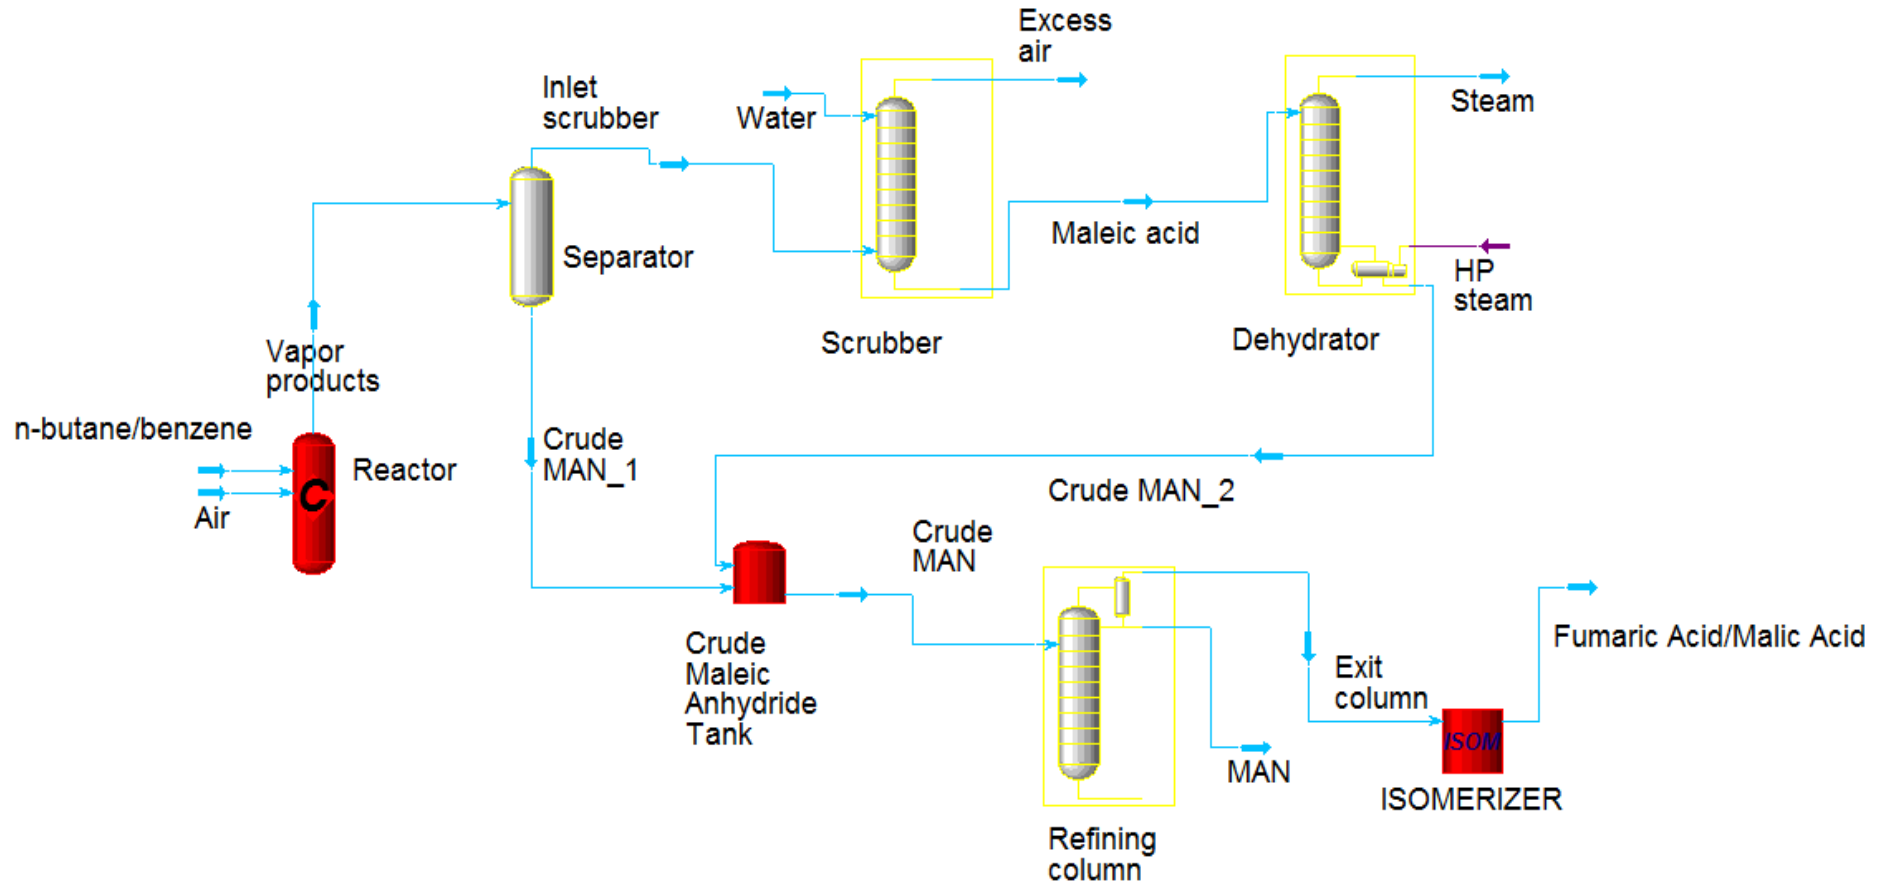 Excess
air
Inlet
scrubber
Water
Steam
Maleic acid
Separator
HP
steam
Scrubber
Dehydrator
Vapor
products
n-butane/benzene
Reactor
Air
C
Crude
MAN_1
Crude MAN_2
Crude
MAN
Crude
Maleic
Anhydride
Tank
Fumaric Acid/Malic Acid
Exit
column
ISOM
MAN
ISOMERIZER
Refining
column